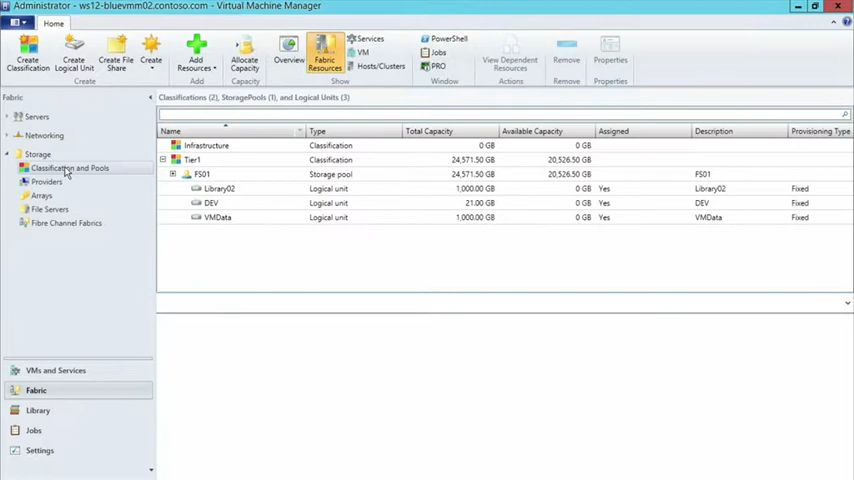 Administrator - ws12-bluevmm02.contoso.com - Virtual Machine Manager
Home
Create Classification
Create Logical Unit
Create File Share
Create
Add Resources
Allocate Capacity
Overview
Fabric Resources
Services
VM
Hosts/Clusters
PowerShell
Jobs
PRO
View Dependent Resources
Remove
Properties
Create
Add
Capacity
Show
Window
Actions
Remove
Properties
Fabric
Servers
Networking
Storage
Classification and Pools
Providers
Arrays
File Servers
Fibre Channel Fabrics
VMs and Services
Fabric
Library
Jobs
Settings
Classifications (2), StoragePools (1), and Logical Units (3)
Name Type Total Capacity Available Capacity Assigned Description Provisioning Type
Infrastructure Classification 0 GB 0 GB
Tier1 Classification 24,571.50 GB 20,526.50 GB
FS01 Storage pool 24,571.50 GB 20,526.50 GB FS01
Library02 Logical unit 1,000.00 GB 0 GB Yes Library02 Fixed
DEV Logical unit 21.00 GB 0 GB Yes DEV Fixed
VMData Logical unit 1,000.00 GB 0 GB Yes VMData Fixed